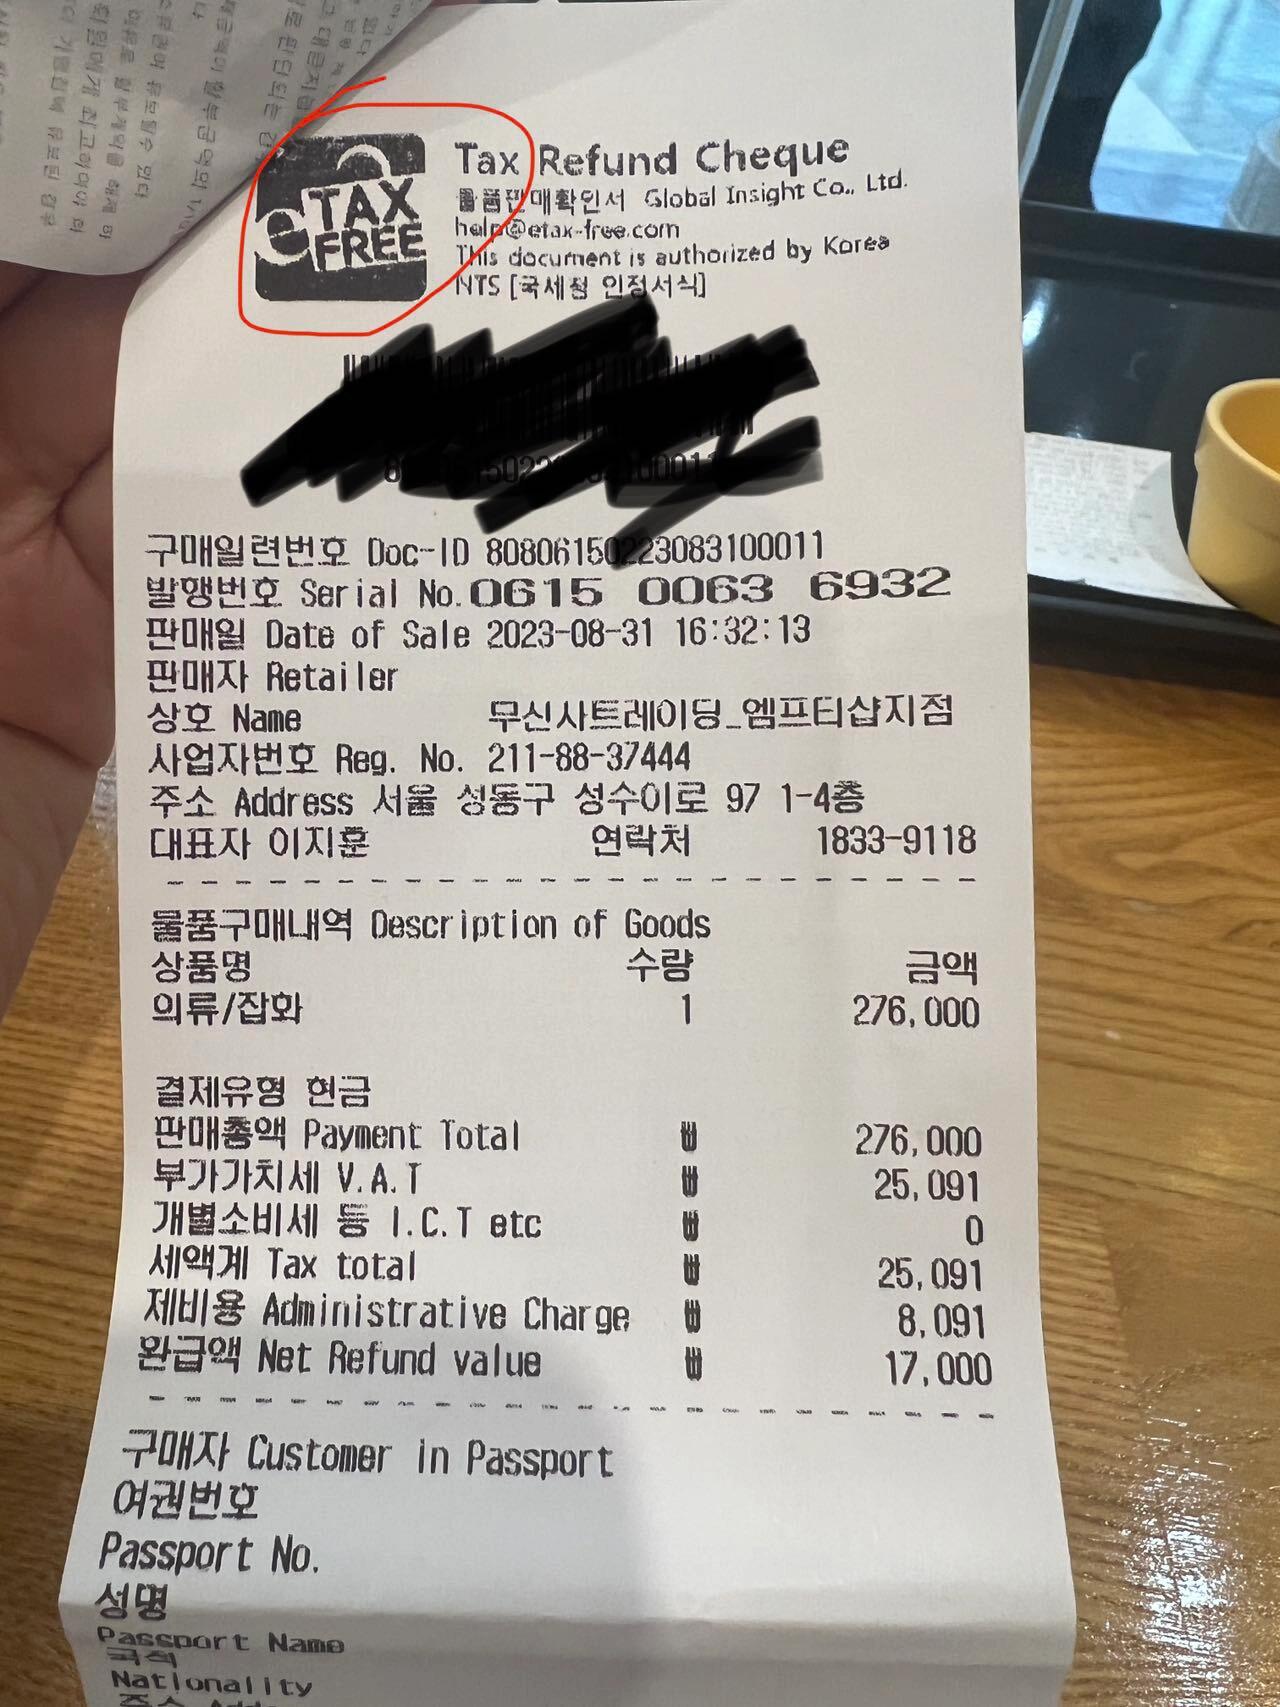 eTAX FREE
Tax Refund Cheque
물품판매확인서 Global Insight Co., Ltd.
help@etax-free.com
This document is authorized by Korea
NTS [국세청 인정서식]
구매일련번호 Doc-ID 80806150223083100011
발행번호 Serial No. 0615 0063 6932
판매일 Date of Sale 2023-08-31 16:32:13
판매자 Retailer
상호 Name 무신사트레이딩_엠프티샵지점
사업자번호 Reg. No. 211-88-37444
주소 Address 서울 성동구 성수이로 97 1-4층
대표자 이지훈 연락처 1833-9118
물품구매내역 Description of Goods
상품명 수량 금액
의류/잡화 1 276,000
결제유형 현금
판매총액 Payment Total ₩ 276,000
부가가치세 V.A.T ₩ 25,091
개별소비세 등 I.C.T etc ₩ 0
세액계 Tax total ₩ 25,091
제비용 Administrative Charge ₩ 8,091
환급액 Net Refund value ₩ 17,000
구매자 Customer in Passport
여권번호
Passport No.
성명
Passport Name
국적
Nationality